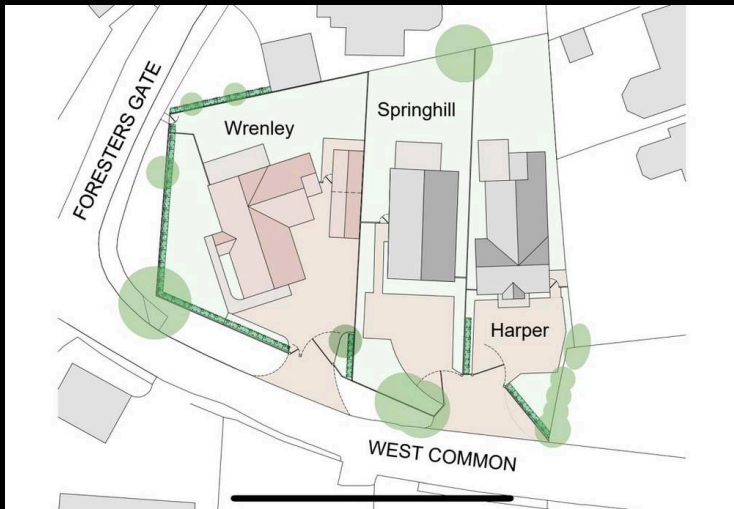 FORESTERS GATE
Wrenley
Springhill
Harper
WEST COMMON